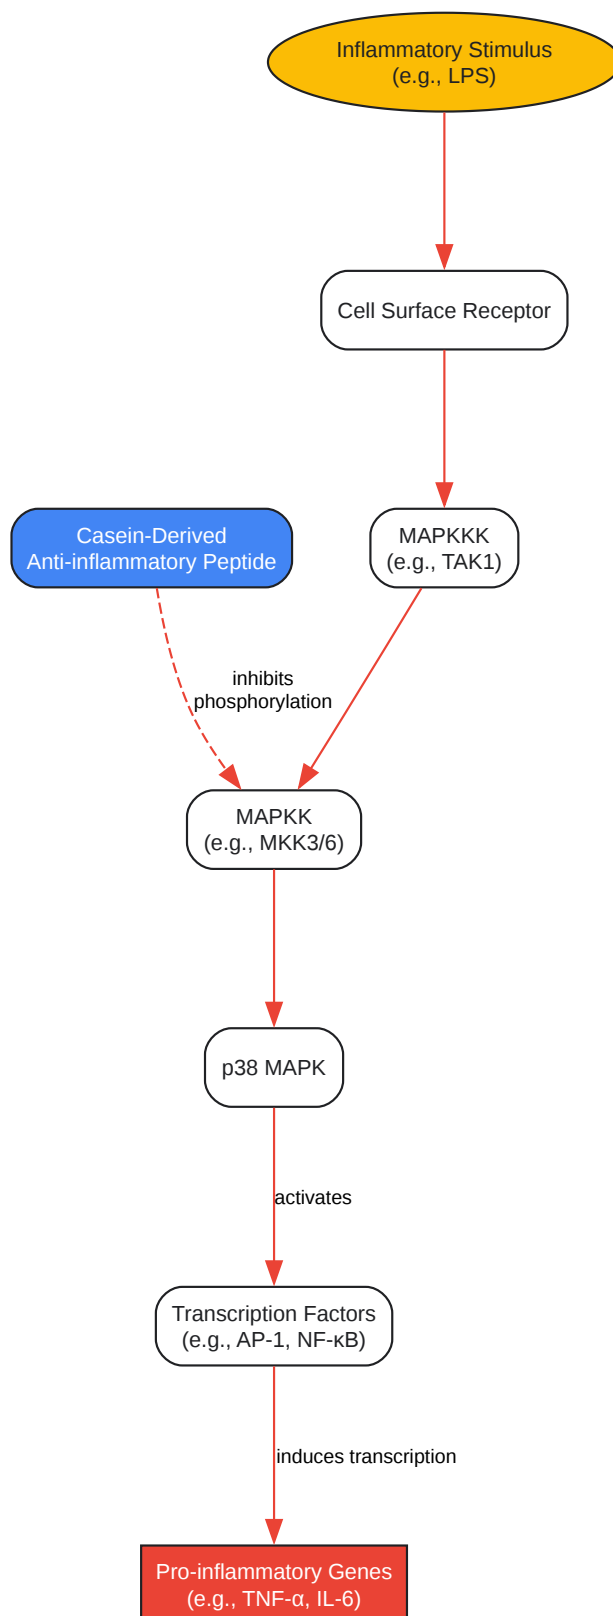 Inflammatory Stimulus
(e.g., LPS)
Cell Surface Receptor
Casein-Derived
Anti-inflammatory Peptide
MAPKKK
(e.g., TAK1)
inhibits
phosphorylation
MAPKK
(e.g., MKK3/6)
p38 MAPK
activates
Transcription Factors
(e.g., AP-1, NF-κB)
induces transcription
Pro-inflammatory Genes
(e.g., TNF-α, IL-6)